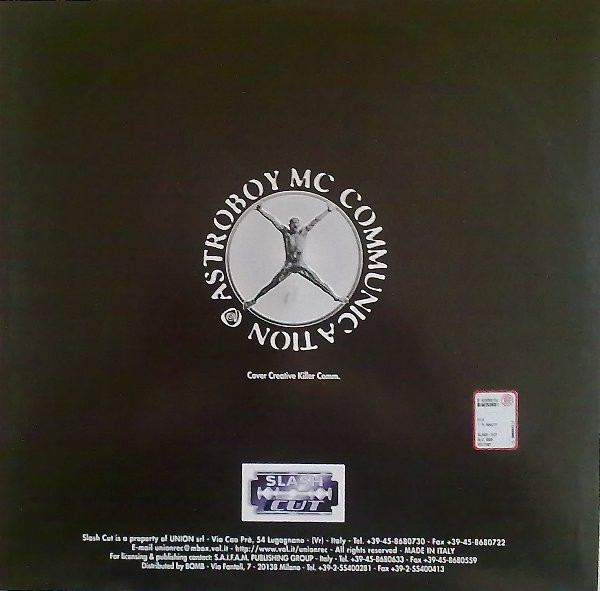 ASTROBOY MC COMMUNICATION
Cover Creative Killer Comm.
SLASH
CUT
Slash Cut is a property of UNION srl - Via Cao Prà, 54 Lugagnano - (Vr) - Italy - Tel. +39-45-8680730 - Fax +39-45-8680722
E-mail unionrec@mbox.vol.it - http://www.vol.it/unionrec - All rights reserved - MADE IN ITALY
For licensing & publishing contact: S.A.I.F.A.M. PUBLISHING GROUP - Italy - Tel. +39-45-8680633 - Fax +39-45-8680559
Distributed by BOMB - Via Fantoli, 7 - 20138 Milano - Tel. +39-2-55400281 - Fax +39-2-55400413